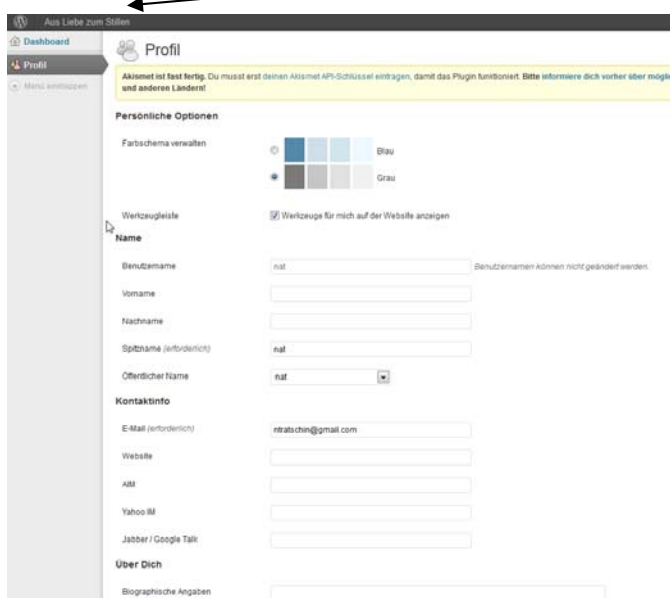 Aus Liebe zum Stillen
Dashboard
Profil
Menü einklappen
Profil
Akismet ist fast fertig. Du musst erst deinen Akismet API-Schlüssel eintragen, damit das Plugin funktioniert. Bitte informiere dich vorher über mögli
und anderen Ländern!
Persönliche Optionen
Farbschema verwalten
Blau
Grau
Werkzeugleiste
Werkzeuge für mich auf der Website anzeigen
Name
Benutzername nat Benutzernamen können nicht geändert werden.
Vorname
Nachname
Spitzname (erforderlich) nat
Öffentlicher Name nat
Kontaktinfo
E-Mail (erforderlich) ntratschin@gmail.com
Website
AIM
Yahoo IM
Jabber / Google Talk
Über Dich
Biographische Angaben